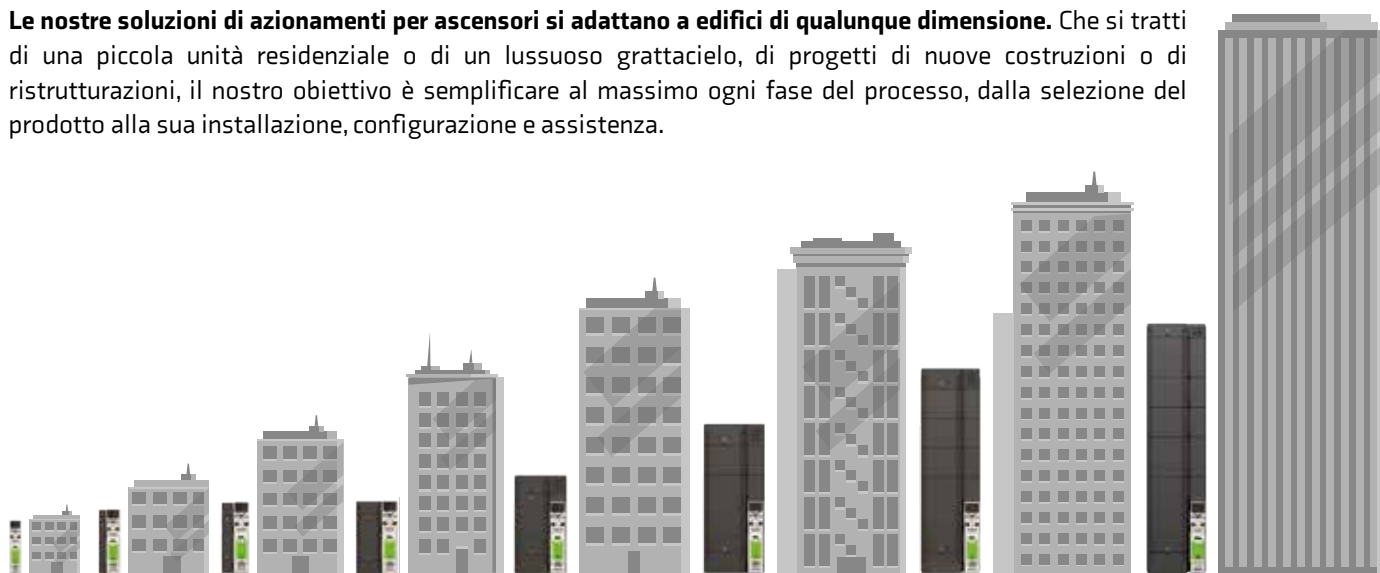 Le nostre soluzioni di azionamenti per ascensori si adattano a edifici di qualunque dimensione. Che si tratti
di una piccola unità residenziale o di un lussuoso grattacielo, di progetti di nuove costruzioni o di
ristrutturazioni, il nostro obiettivo è semplificare al massimo ogni fase del processo, dalla selezione del
prodotto alla sua installazione, configurazione e assistenza.